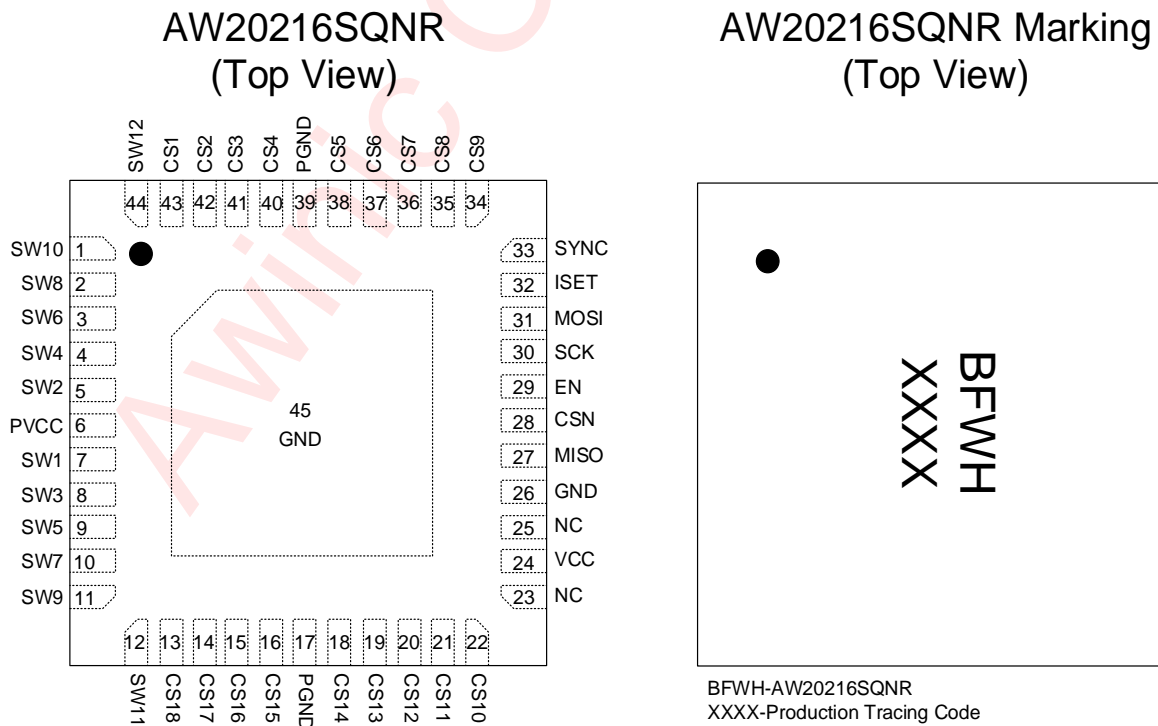 AW20216SQNR
(Top View)
SW12 CS1 CS2 CS3 CS4 PGND CS5 CS6 CS7 CS8 CS9
44 43 42 41 40 39 38 37 36 35 34
SW10 1
SW8 2
SW6 3
SW4 4
SW2 5
PVCC 6
SW1 7
SW3 8
SW5 9
SW7 10
SW9 11
45
GND
33 SYNC
32 ISET
31 MOSI
30 SCK
29 EN
28 CSN
27 MISO
26 GND
25 NC
24 VCC
23 NC
12 13 14 15 16 17 18 19 20 21 22
SW11 CS18 CS17 CS16 CS15 PGND CS14 CS13 CS12 CS11 CS10
AW20216SQNR Marking
(Top View)
BFWH
XXXX
BFWH-AW20216SQNR
XXXX-Production Tracing Code
Awinic C